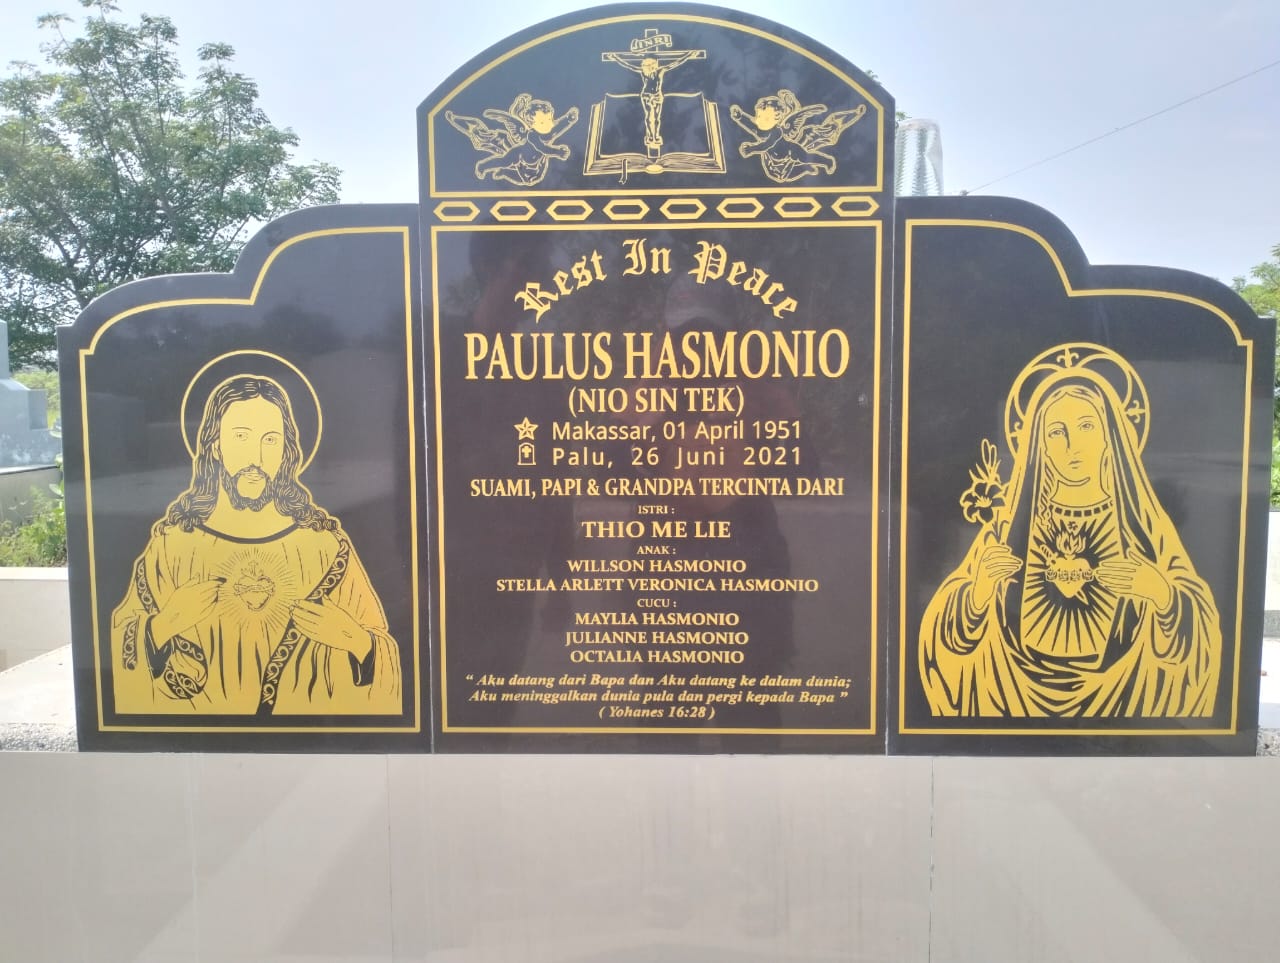 INRI
Rest In Peace
PAULUS HASMONIO
(NIO SIN TEK)
Makassar, 01 April 1951
Palu, 26 Juni 2021
SUAMI, PAPI & GRANDPA TERCINTA DARI
ISTRI :
THIO ME LIE
ANAK :
WILLSON HASMONIO
STELLA ARLETT VERONICA HASMONIO
CUCU :
MAYLIA HASMONIO
JULIANNE HASMONIO
OCTALIA HASMONIO
“ Aku datang dari Bapa dan Aku datang ke dalam dunia;
Aku meninggalkan dunia pula dan pergi kepada Bapa ”
( Yohanes 16:28 )